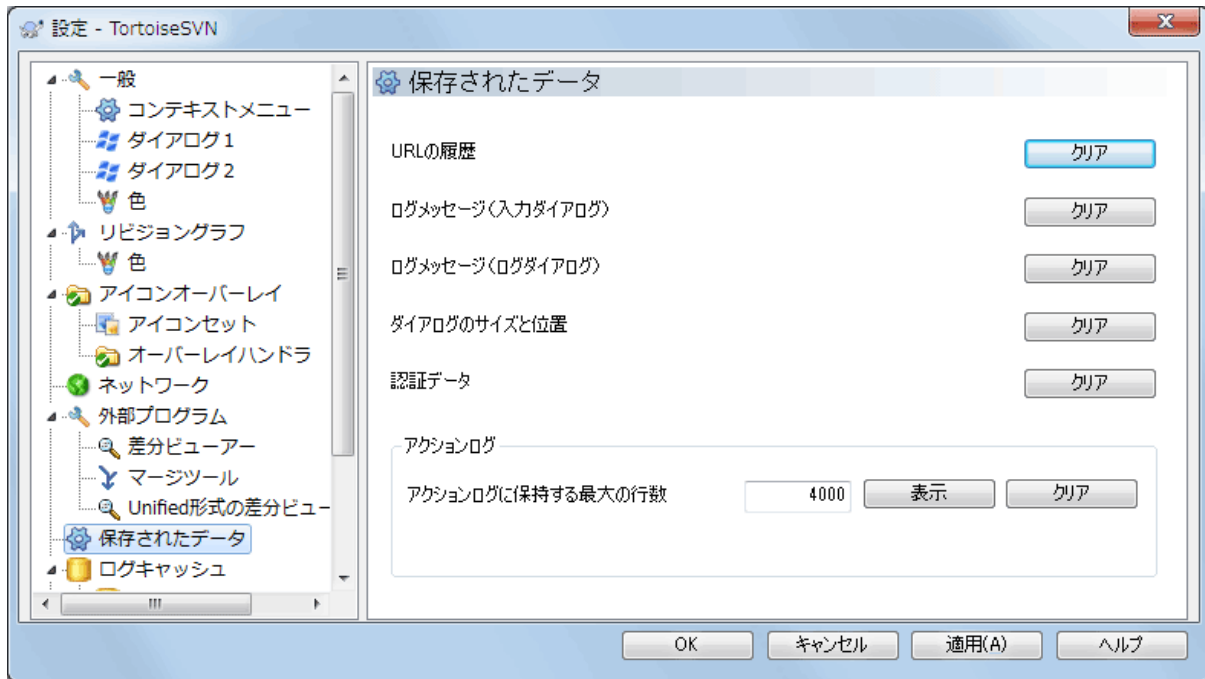 設定 - TortoiseSVN
一般
コンテキストメニュー
ダイアログ1
ダイアログ2
色
リビジョングラフ
色
アイコンオーバーレイ
アイコンセット
オーバーレイハンドラ
ネットワーク
外部プログラム
差分ビューアー
マージツール
Unified形式の差分ビュー
保存されたデータ
ログキャッシュ
保存されたデータ
URLの履歴 クリア
ログメッセージ(入力ダイアログ) クリア
ログメッセージ(ログダイアログ) クリア
ダイアログのサイズと位置 クリア
認証データ クリア
アクションログ
アクションログに保持する最大の行数 4000 表示 クリア
OK キャンセル 適用(A) ヘルプ